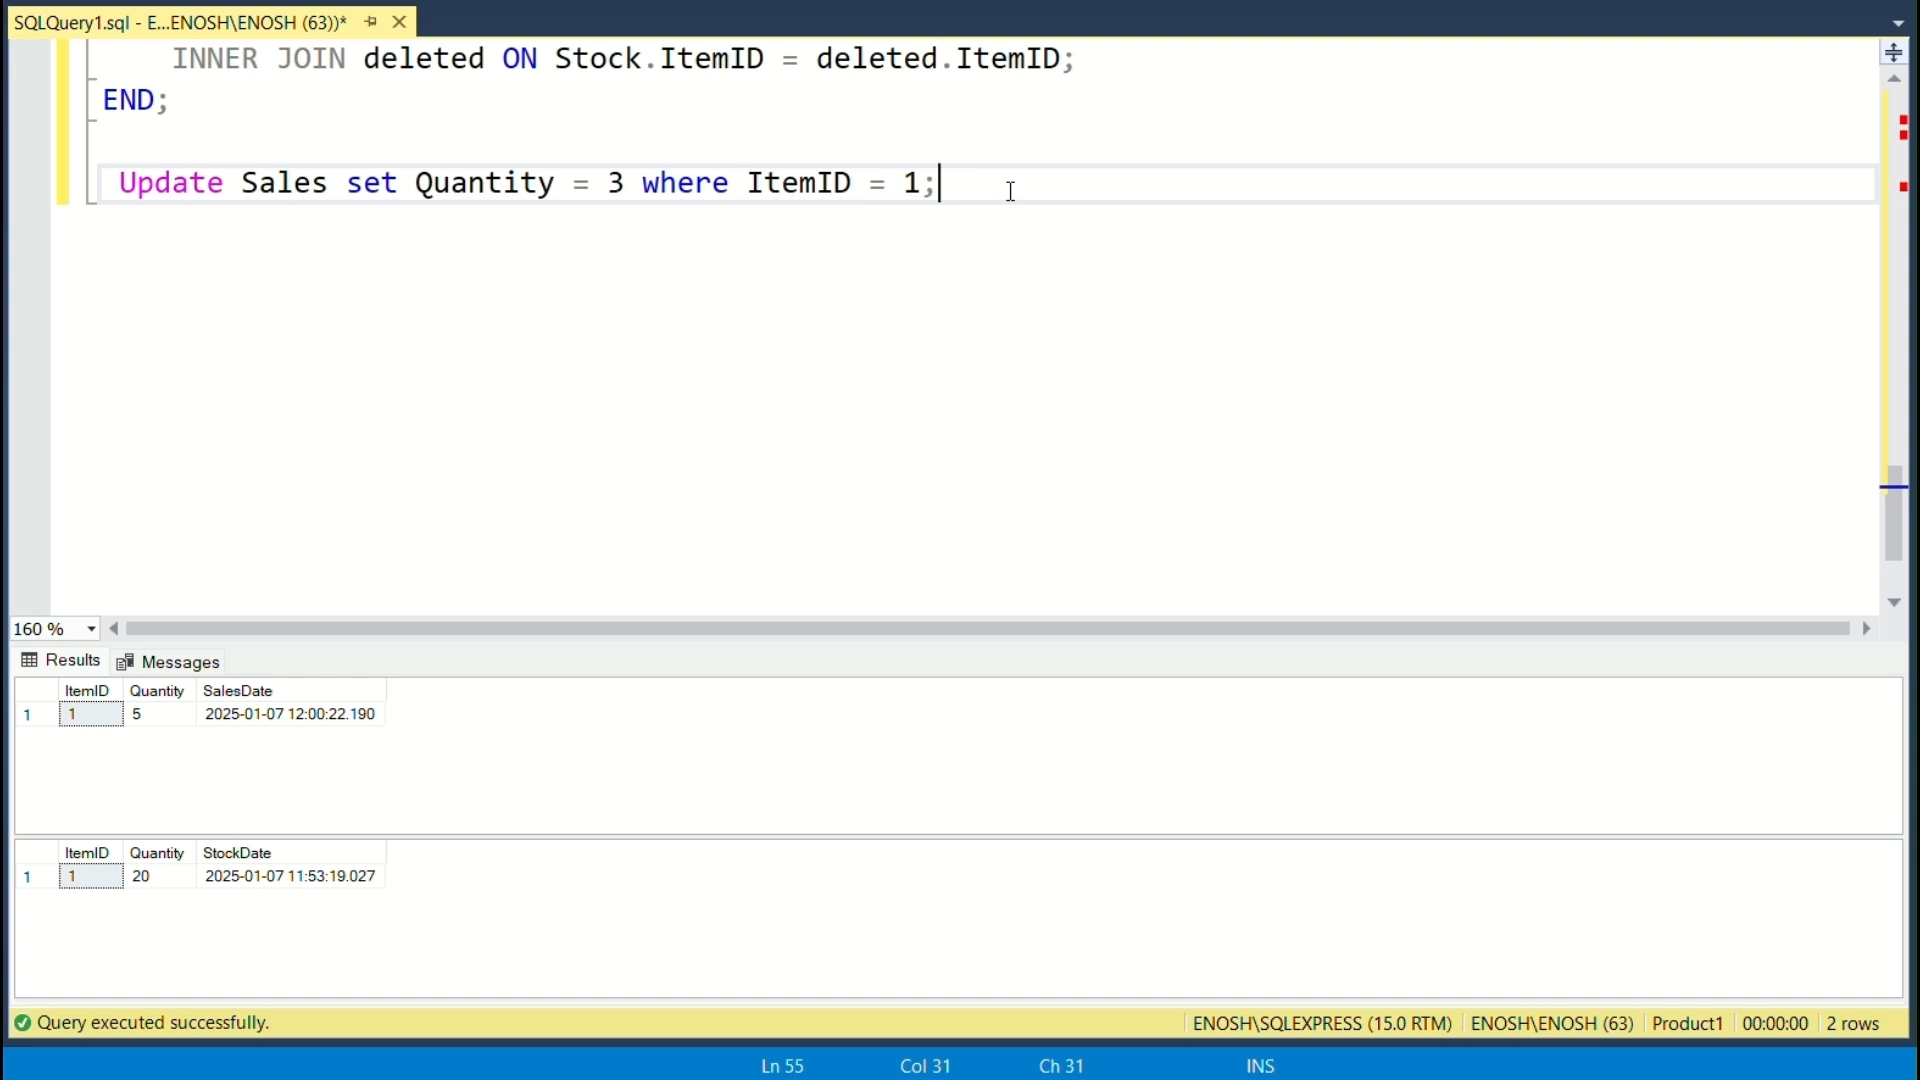 SQLQuery1.sql - E...ENOSH\ENOSH (63))*
INNER JOIN deleted ON Stock.ItemID = deleted.ItemID;
END;
Update Sales set Quantity = 3 where ItemID = 1;
160 %
Results Messages
ItemID Quantity SalesDate
1 1 5 2025-01-07 12:00:22.190
ItemID Quantity StockDate
1 1 20 2025-01-07 11:53:19.027
Query executed successfully. ENOSH\SQLEXPRESS (15.0 RTM) ENOSH\ENOSH (63) Product1 00:00:00 2 rows
Ln 55 Col 31 Ch 31 INS